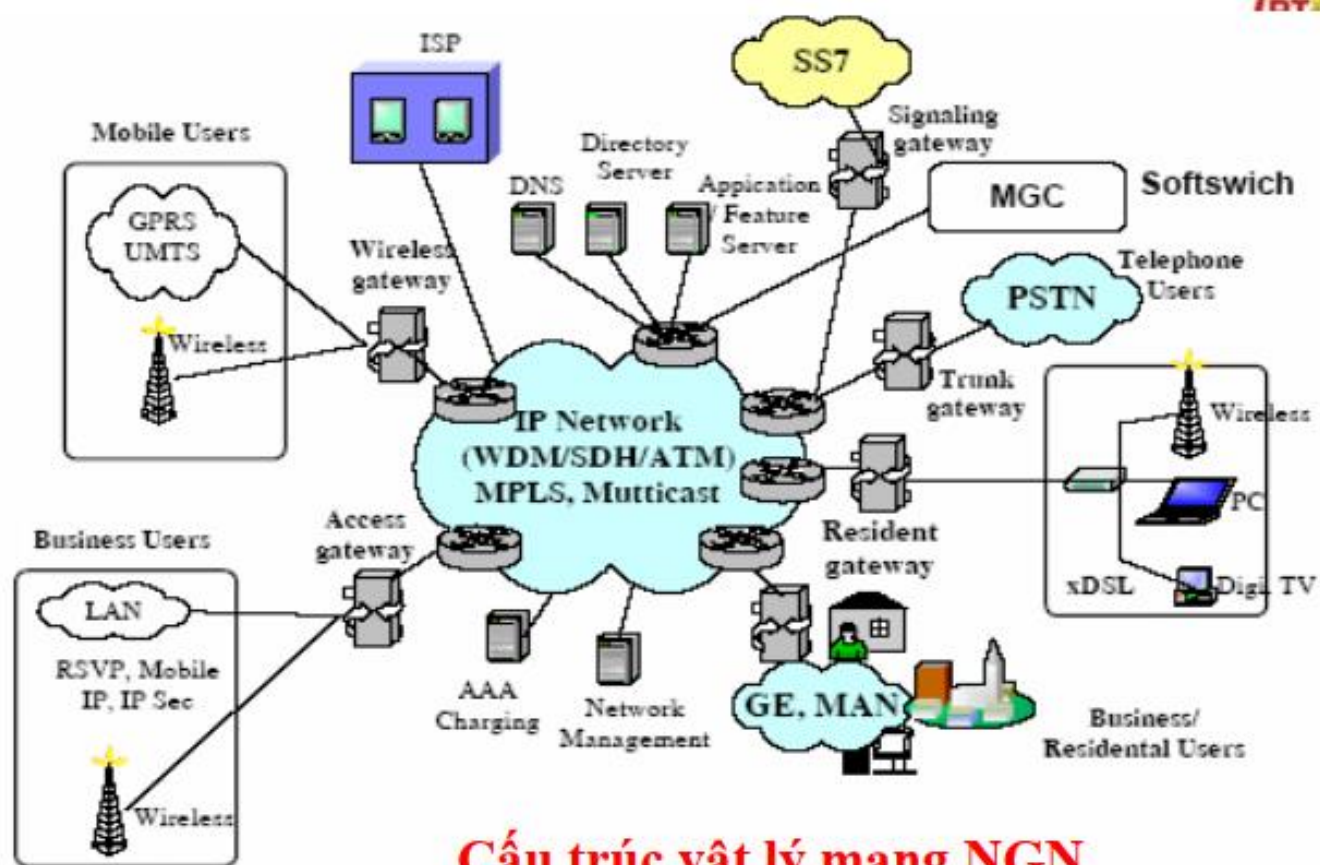 ISP
SS7
Mobile Users
Signaling
gateway
Directory
Server
DNS
Appication
/ Feature
Server
MGC
Softswich
GPRS
UMTS
Wireless
gateway
Telephone
Users
PSTN
Wireless
Trunk
gateway
Wireless
IP Network
(WDM/SDH/ATM)
MPLS, Mutticast
PC
Access
gateway
Resident
gateway
Business Users
xDSL
Digi. TV
LAN
RSVP, Mobile
IP, IP Sec
AAA
Charging
Network
Management
GE, MAN
Business/
Residental Users
Wireless
Cấu trúc vật lý mạng NGN